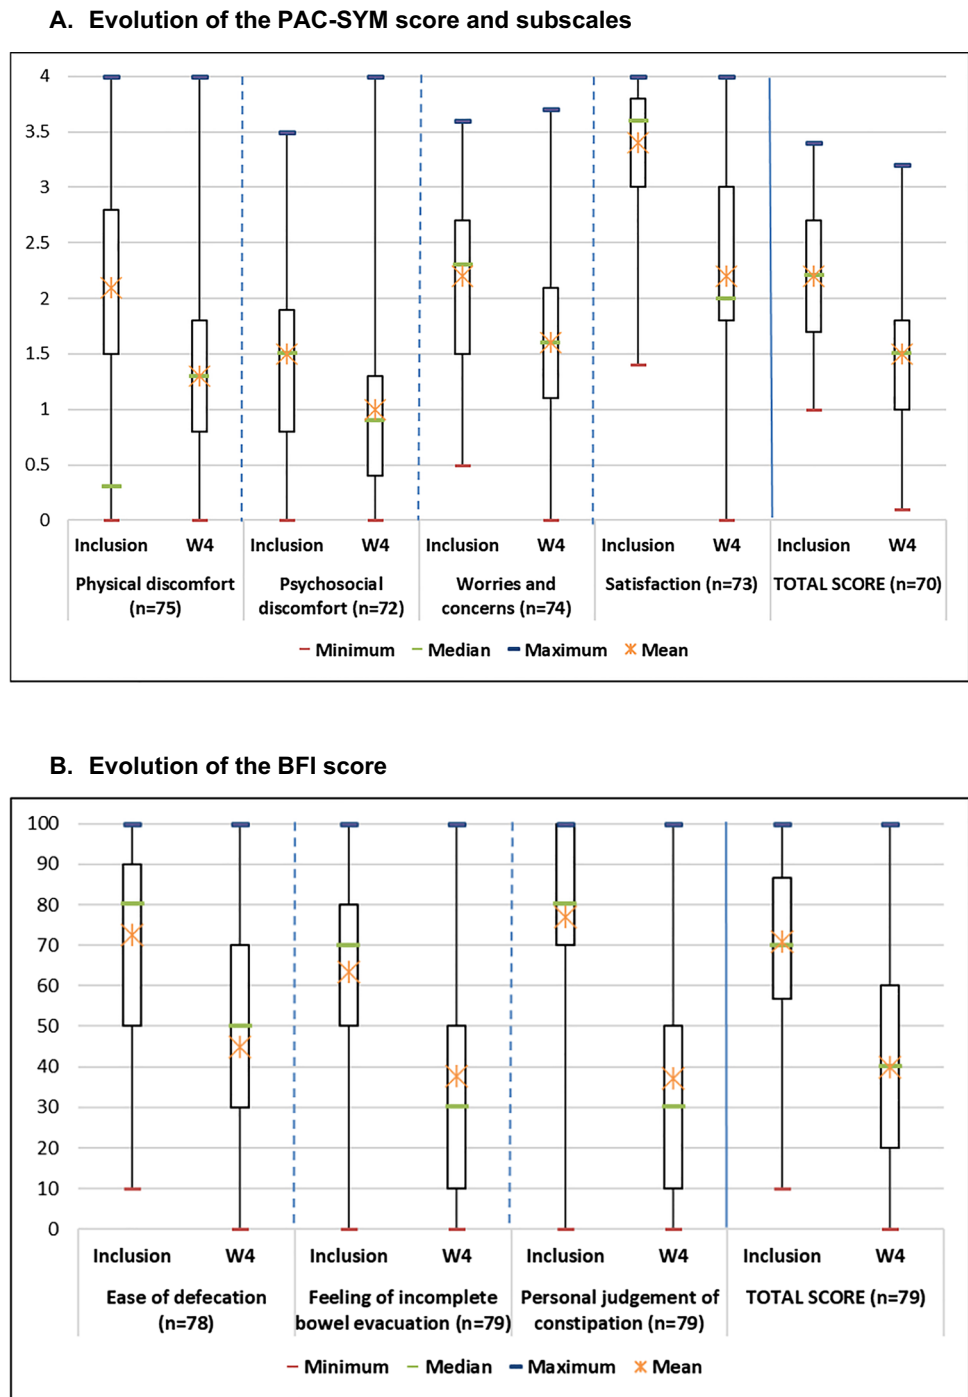 A. Evolution of the PAC-SYM score and subscales
4
3.5
3
2.5
2
1.5
1
0.5
0
Inclusion W4 Inclusion W4 Inclusion W4 Inclusion W4 Inclusion W4
Physical discomfort Psychosocial Worries and Satisfaction (n=73) TOTAL SCORE (n=70)
(n=75) discomfort (n=72) concerns (n=74)
Minimum Median Maximum Mean
B. Evolution of the BFI score
100
90
80
70
60
50
40
30
20
10
0
Inclusion W4 Inclusion W4 Inclusion W4 Inclusion W4
Ease of defecation Feeling of incomplete Personal judgement of TOTAL SCORE (n=79)
(n=78) bowel evacuation (n=79) constipation (n=79)
Minimum Median Maximum Mean